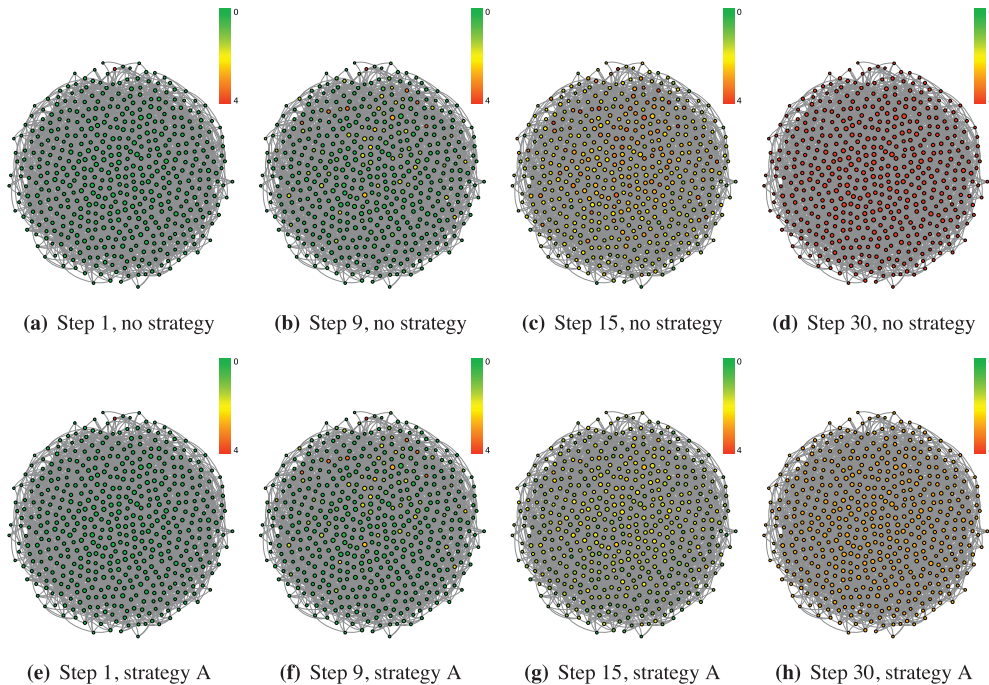 0
4
0
4
0
4
(a) Step 1, no strategy
(b) Step 9, no strategy
(c) Step 15, no strategy
(d) Step 30, no strategy
0
4
0
4
0
4
(e) Step 1, strategy A
(f) Step 9, strategy A
(g) Step 15, strategy A
(h) Step 30, strategy A